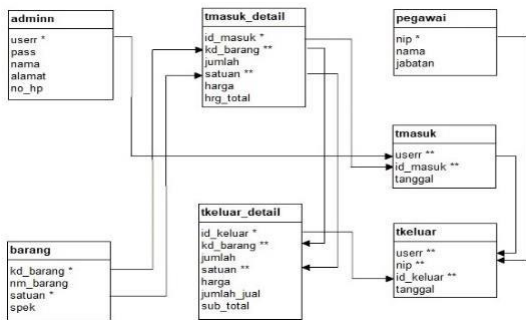 adminn
userr *
pass
nama
alamat
no_hp
tmasuk_detail
id_masuk *
kd_barang **
jumlah
satuan **
harga
hrg_total
pegawai
nip *
nama
jabatan
tmasuk
userr **
id_masuk **
tanggal
barang
kd_barang *
nm_barang
satuan *
spek
tkeluar_detail
id_keluar *
kd_barang **
jumlah
satuan **
harga
jumlah_jual
sub_total
tkeluar
userr **
nip **
id_keluar **
tanggal